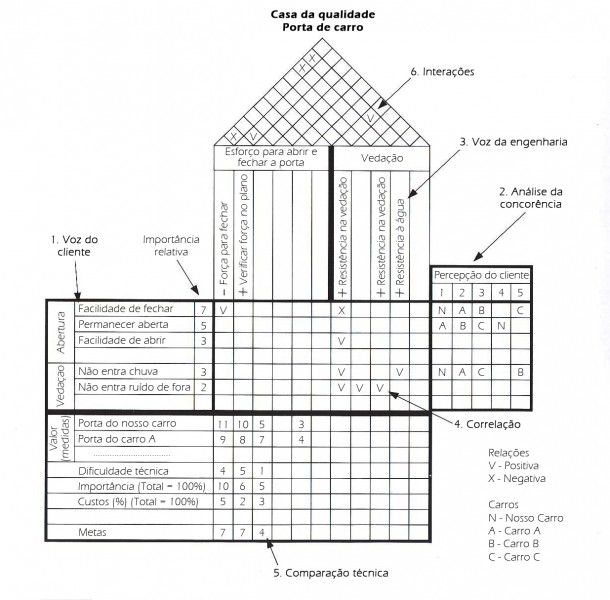 Casa da qualidade
Porta de carro
6. Interações
X
X
V
X V
Esforço para abrir e
fechar a porta
Vedação
3. Voz da engharia
2. Análise da
concorência
– Força para fechar
+ Verificar força no plano
+ Resistência na vedação
+ Resistência na vedação
+ Resistência à água
1. Voz do
cliente
Importância
relativa
Percepção do cliente
1 2 3 4 5
Abertura
Facilidade de fechar 7 V X N A B C
Permanecer aberta 5 A B C N
Facilidade de abrir 3 V
Vedaçao
Não entra chuva 3 V V N A C B
Não entra ruído de fora 2 V V V
4. Correlação
Valor
(medidas)
Porta do nosso carro 11 10 5 3
Porta do carro A 9 8 7 4
..............................
Dificuldade técnica 4 5 1
Importância (Total = 100%) 10 6 5
Custos (%) (Total = 100%) 5 2 3
Metas 7 7 4
5. Comparação técnica
Relações
V - Positiva
X - Negativa
Carros
N - Nosso Carro
A - Carro A
B - Carro B
C - Carro C